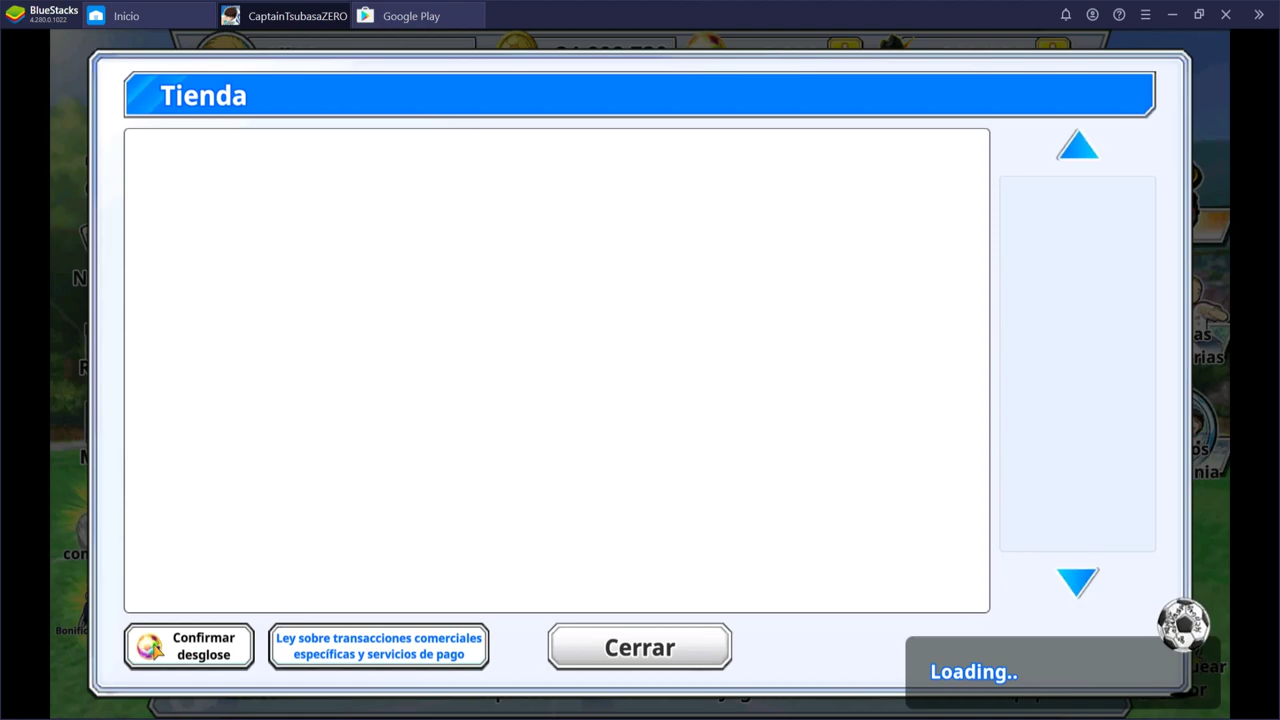 BlueStacks
4.280.0.1022
Inicio
CaptainTsubasaZERO
Google Play
Tienda
Confirmar
desglose
Ley sobre transacciones comerciales
específicas y servicios de pago
Cerrar
Loading..